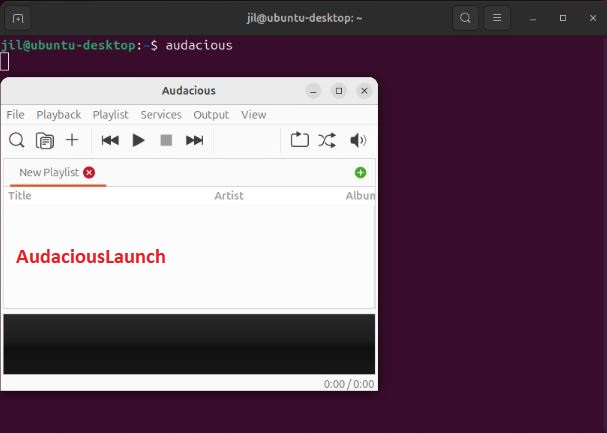 jil@ubuntu-desktop: ~
jil@ubuntu-desktop:~$ audacious
Audacious
File Playback Playlist Services Output View
New Playlist
Title Artist Album
AudaciousLaunch
0:00 / 0:00